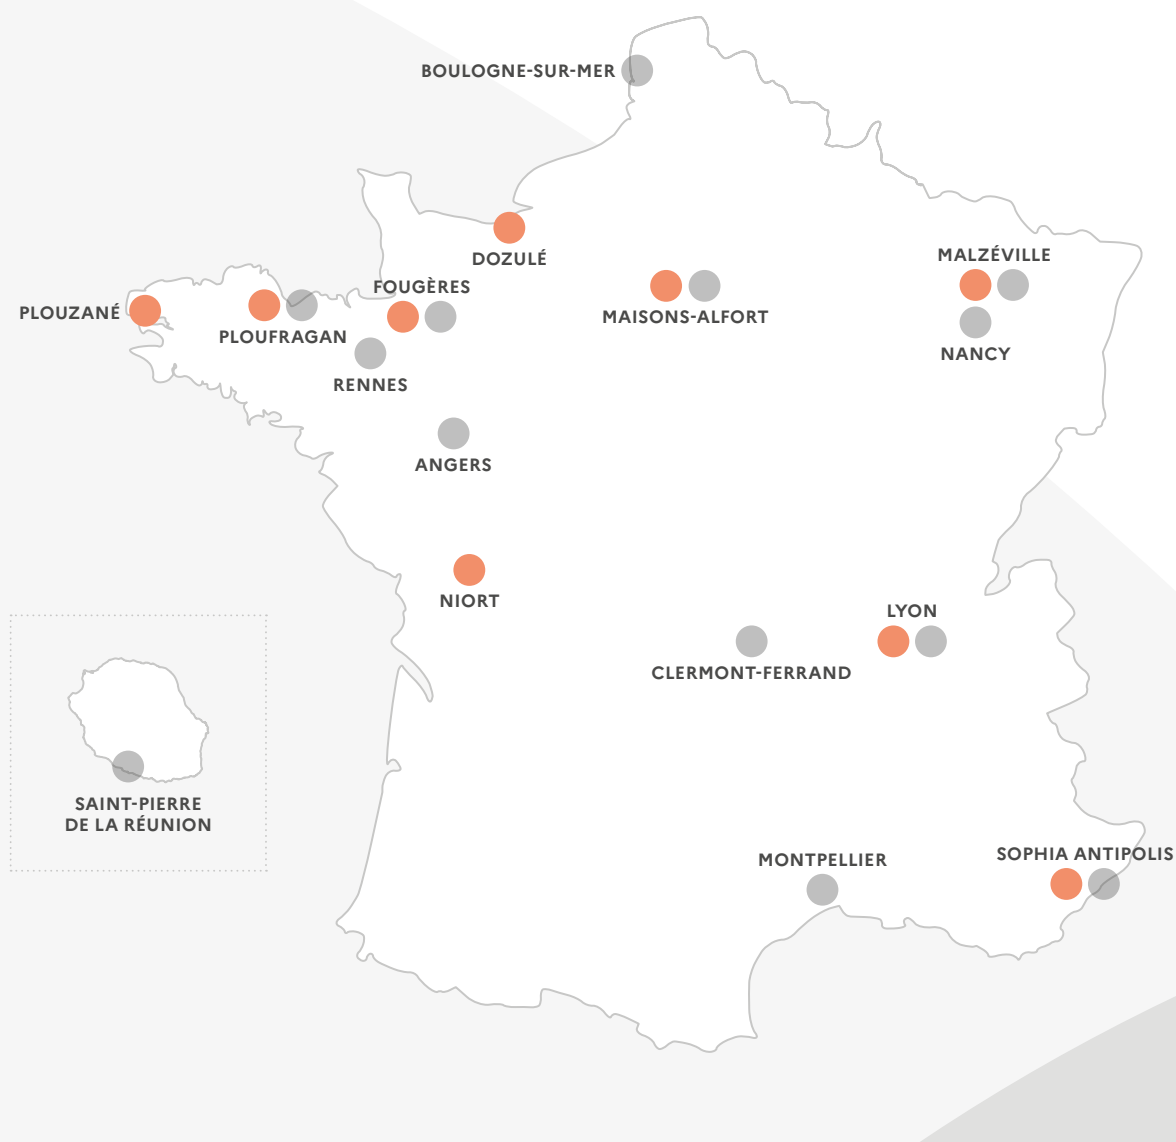 BOULOGNE-SUR-MER
DOZULÉ
MALZÉVILLE
FOUGÈRES
PLOUZANÉ
MAISONS-ALFORT
PLOUFRAGAN
NANCY
RENNES
ANGERS
NIORT
LYON
CLERMONT-FERRAND
SAINT-PIERRE
DE LA RÉUNION
MONTPELLIER
SOPHIA ANTIPOLIS